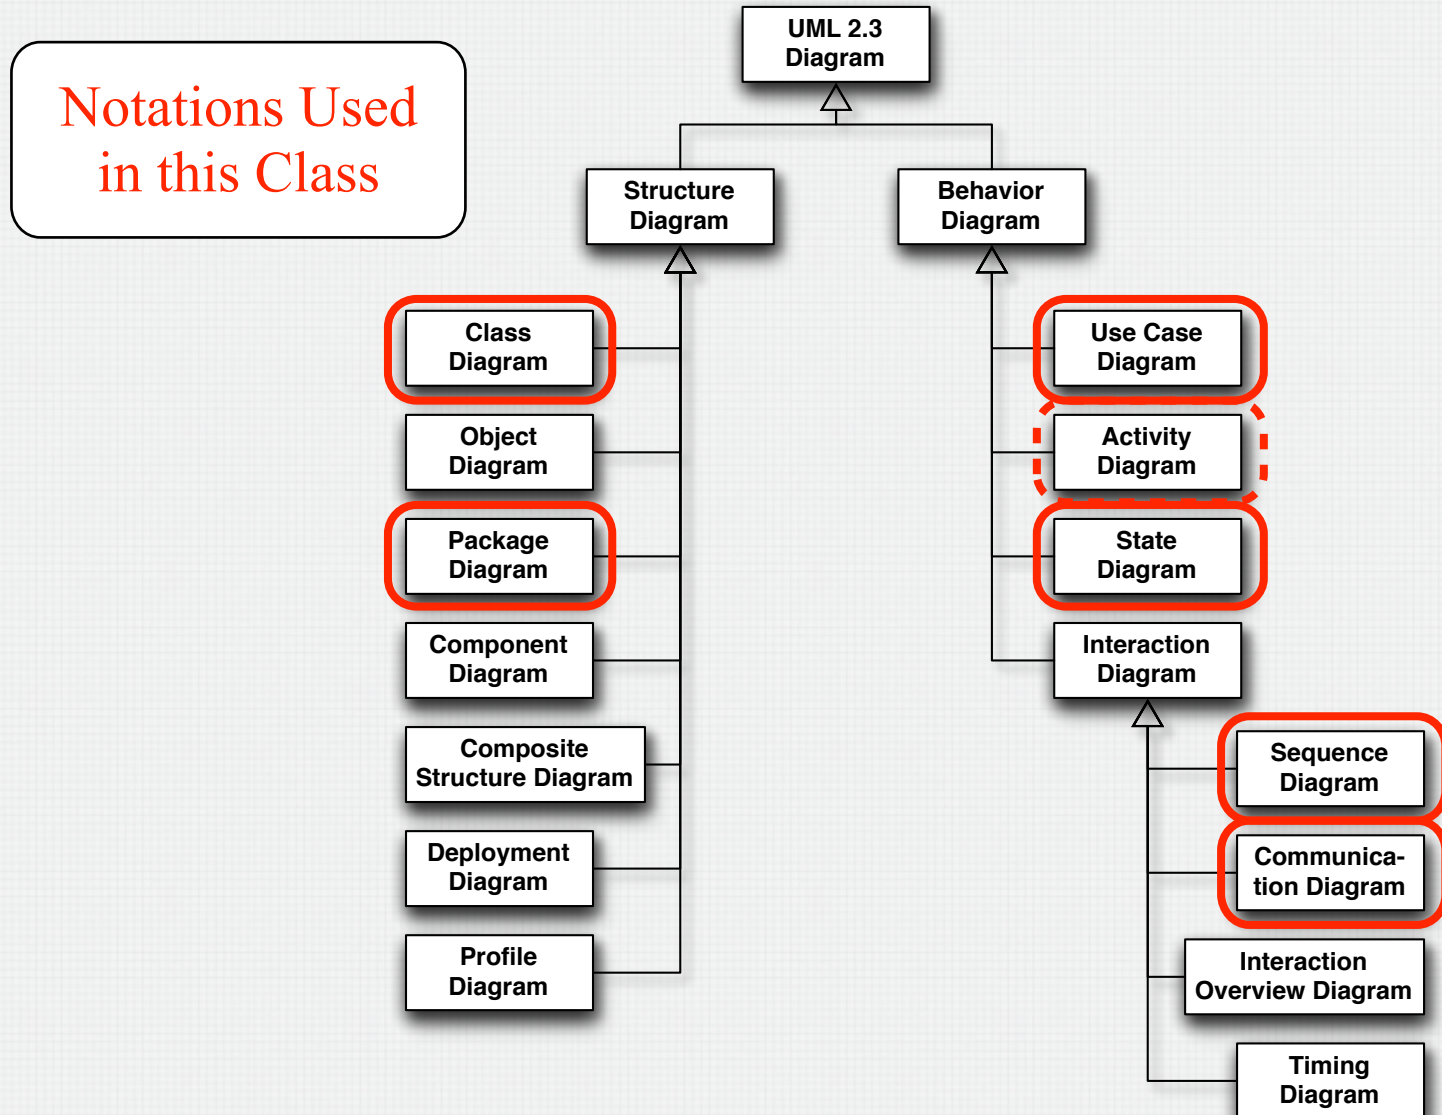 Notations Used
in this Class
UML 2.3
Diagram
Structure
Diagram
Behavior
Diagram
Class
Diagram
Object
Diagram
Package
Diagram
Component
Diagram
Composite
Structure Diagram
Deployment
Diagram
Profile
Diagram
Use Case
Diagram
Activity
Diagram
State
Diagram
Interaction
Diagram
Sequence
Diagram
Communica-
tion Diagram
Interaction
Overview Diagram
Timing
Diagram